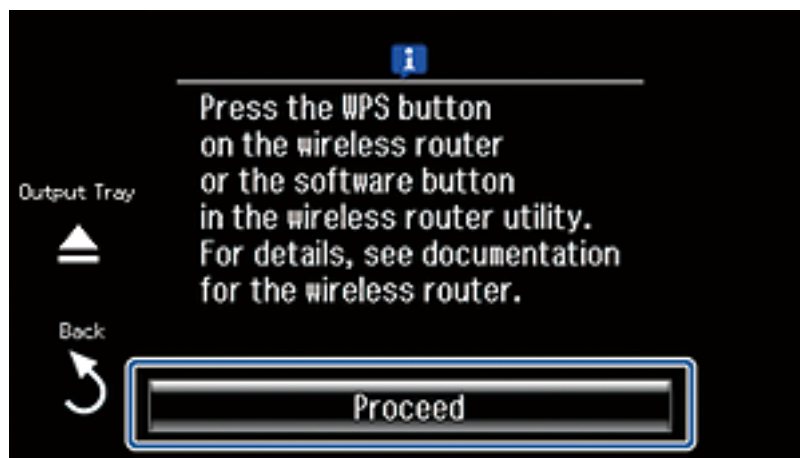 Press the WPS button
on the wireless router
or the software button
in the wireless router utility.
For details, see documentation
for the wireless router.
Output Tray
Back
Proceed